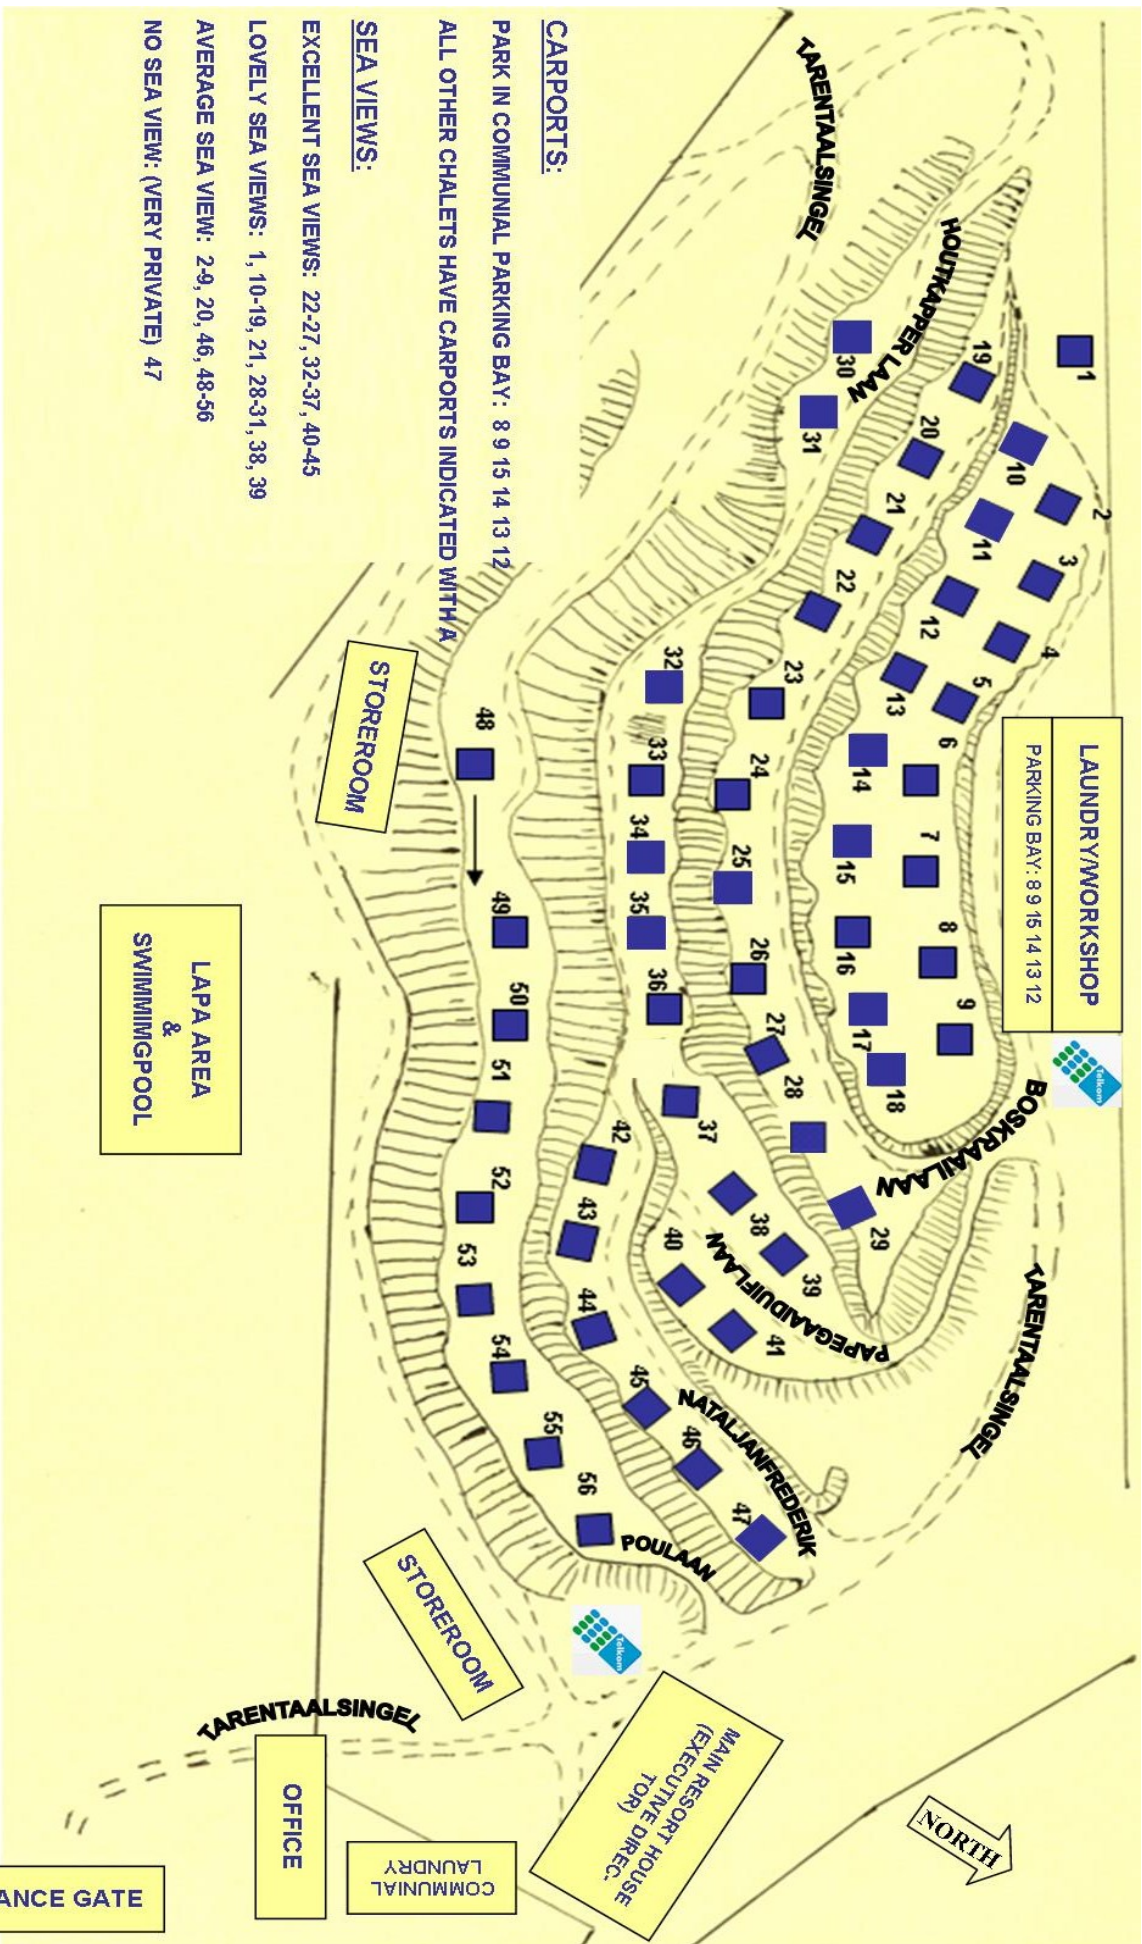 CARPORTS:
PARK IN COMMUNIAL PARKING BAY: 8 9 15 14 13 12
ALL OTHER CHALETS HAVE CARPORTS INDICATED WITH A
SEA VIEWS:
EXCELLENT SEA VIEWS: 22-27, 32-37, 40-45
LOVELY SEA VIEWS: 1, 10-19, 21, 28-31, 38, 39
AVERAGE SEA VIEW: 2-9, 20, 46, 48-56
NO SEA VIEW: (VERY PRIVATE) 47
LAUNDRY/WORKSHOP
PARKING BAY: 8 9 15 14 13 12
Telkom
TARENTAALSINGEL
HOUTKAPPERLAAN
BOSKRAAILAAN
TARENTAALSINGEL
PAPEGAAIDUIFLAAN
NATALJANFREDERIK
POULAAN
1
2
3
4
5
6
7
8
9
10
11
12
13
14
15
16
17
18
19
20
21
22
23
24
25
26
27
28
29
30
31
32
33
34
35
36
37
38
39
40
41
42
43
44
45
46
47
48
49
50
51
52
53
54
55
56
STOREROOM
LAPA AREA
&
SWIMMIMGPOOL
STOREROOM
Telkom
TARENTAALSINGEL
MAIN RESORT HOUSE
(EXECUTIVE DIREC-
TOR)
OFFICE
COMMUNIAL
LAUNDRY
ANCE GATE
NORTH